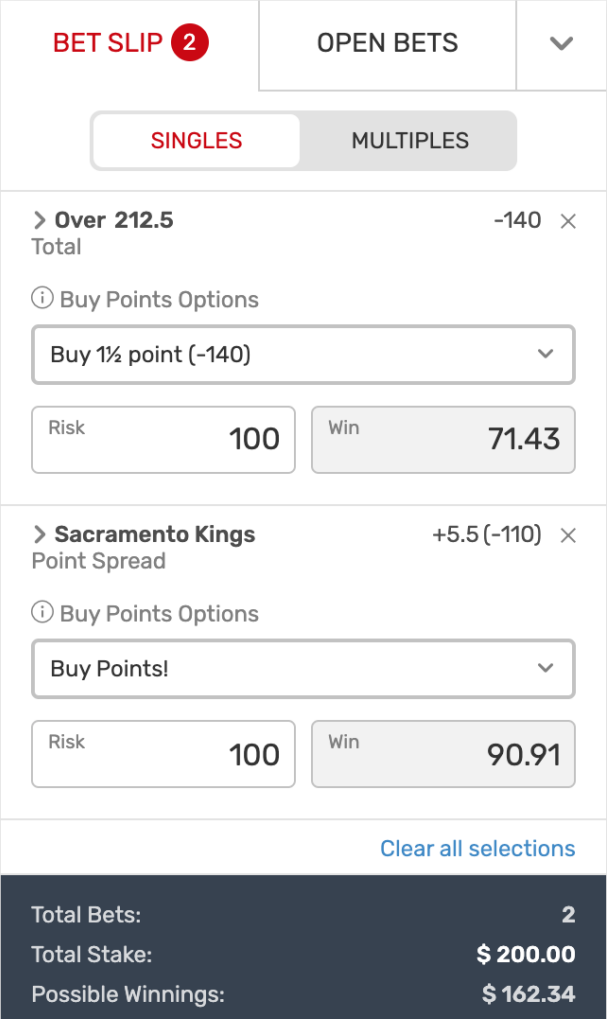 BET SLIP 2 OPEN BETS
SINGLES MULTIPLES
Over 212.5 -140
Total
Buy Points Options
Buy 1½ point (-140)
Risk 100 Win 71.43
Sacramento Kings +5.5 (-110)
Point Spread
Buy Points Options
Buy Points!
Risk 100 Win 90.91
Clear all selections
Total Bets: 2
Total Stake: $ 200.00
Possible Winnings: $ 162.34